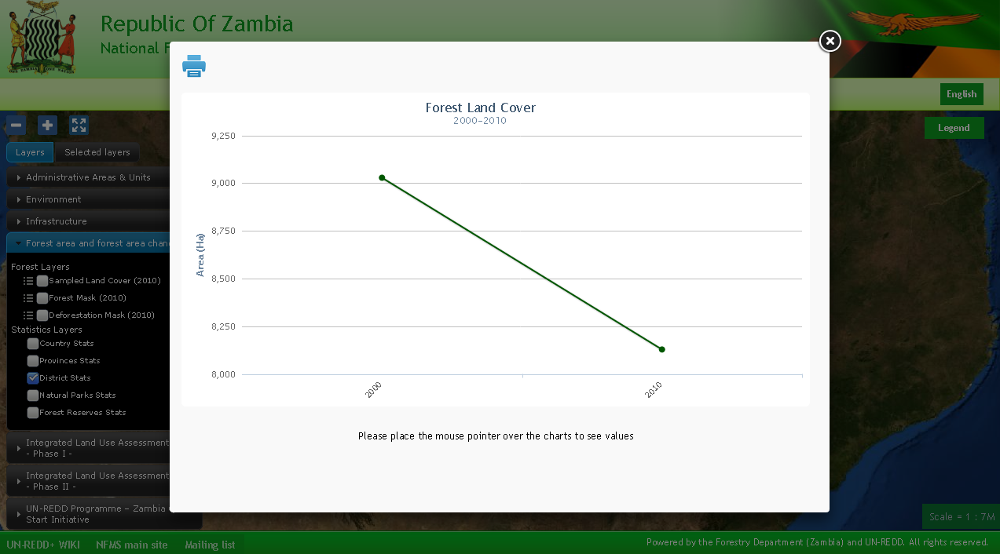 Republic Of Zambia
National F
English
Legend
Layers
Selected layers
Administrative Areas & Units
Environment
Infrastructure
Forest area and forest area chan
Forest Layers
Sampled Land Cover (2010)
Forest Mask (2010)
Deforestation Mask (2010)
Statistics Layers
Country Stats
Provinces Stats
District Stats
Natural Parks Stats
Forest Reserves Stats
Integrated Land Use Assessment
- Phase I -
Integrated Land Use Assessment
- Phase II -
UN-REDD Programme – Zambia
Start Initiative
Forest Land Cover
2000-2010
Area (Ha)
9,250
9,000
8,750
8,500
8,250
8,000
2000
2010
Please place the mouse pointer over the charts to see values
Scale = 1 : 7M
UN-REDD+ WIKI
NFMS main site
Mailing list
Powered by the Forestry Department (Zambia) and UN-REDD. All rights reserved.